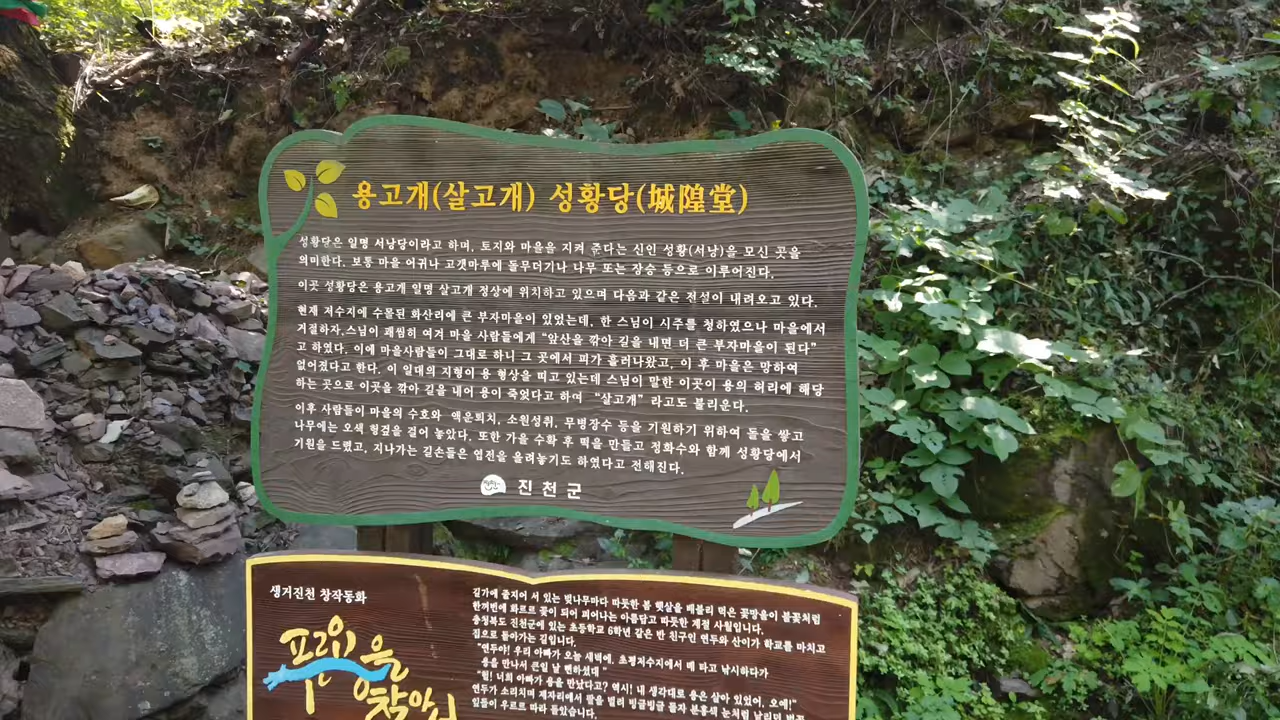 용고개(살고개) 성황당(城隍堂)
성황당은 일명 서낭당이라고 하며, 토지와 마을을 지켜 준다는 신인 성황(서낭)을 모신 곳을
의미한다. 보통 마을 어귀나 고갯마루에 돌무더기나 나무 또는 장승 등으로 이루어진다.
이곳 성황당은 용고개 일명 살고개 정상에 위치하고 있으며 다음과 같은 전설이 내려오고 있다.
현재 저수지에 수몰된 화산리에 큰 부자마을이 있었는데, 한 스님이 시주를 청하였으나 마을에서
거절하자,스님이 괘씸히 여겨 마을 사람들에게 “앞산을 깎아 길을 내면 더 큰 부자마을이 된다”
고 하였다. 이에 마을사람들이 그대로 하니 그 곳에서 피가 흘러나왔고, 이 후 마을은 망하여
없어졌다고 한다. 이 일대의 지형이 용 형상을 띠고 있는데 스님이 말한 이곳이 용의 허리에 해당
하는 곳으로 이곳을 깎아 길을 내어 용이 죽었다고 하여 “살고개” 라고도 불리운다.
이후 사람들이 마을의 수호와 액운퇴치, 소원성취, 무병장수 등을 기원하기 위하여 돌을 쌓고
나무에는 오색 헝겊을 걸어 놓았다. 또한 가을 수확 후 떡을 만들고 정화수와 함께 성황당에서
기원을 드렸고, 지나가는 길손들은 엽전을 올려놓기도 하였다고 전해진다.
진천군
생거진천 창작동화
푸른용을
찾아서
길가에 줄지어 서 있는 벚나무마다 따뜻한 봄 햇살을 배불리 먹은 꽃망울이 불꽃처럼
한꺼번에 화르르 꽃이 되어 피어나는 아름답고 따뜻한 계절 사월입니다.
충청북도 진천군에 있는 초등학교 6학년 같은 반 친구인 연두와 산이가 학교를 마치고
집으로 돌아가는 길입니다
“연두야! 우리 아빠가 오늘 새벽에, 초평저수지에서 배 타고 낚시하다가
용을 만나서 큰일 날 뻔하셨대 ”
“헐! 너희 아빠가 용을 만났다고? 역시! 내 생각대로 용은 살아 있었어. 오예!”
연두가 소리치며 제자리에서 팔을 벌려 빙글빙글 돌자 분홍색 눈처럼 날리던 벚꽃
잎들이 우르르 따라 돌았습니다.